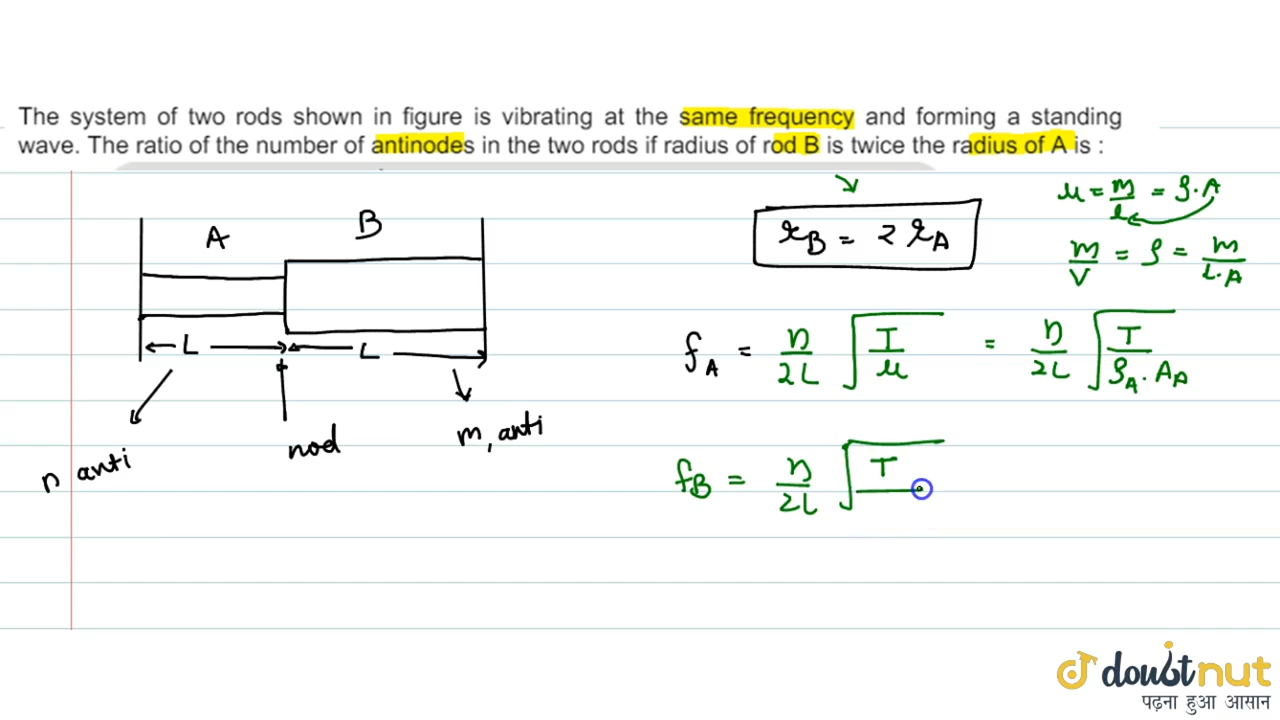 The system of two rods shown in figure is vibrating at the same frequency and forming a standing
wave. The ratio of the number of antinodes in the two rods if radius of rod B is twice the radius of A is :
A B
L L
n anti
nod
m, anti
r_B = 2 r_A
μ = m/l = ρ.A
m/V = ρ = m/(L.A)
f_A = n/2L √(T/μ) = n/2L √(T/(ρ_A . A_A))
f_B = n/2L √(T/
doubtnut
पढ़ना हुआ आसान